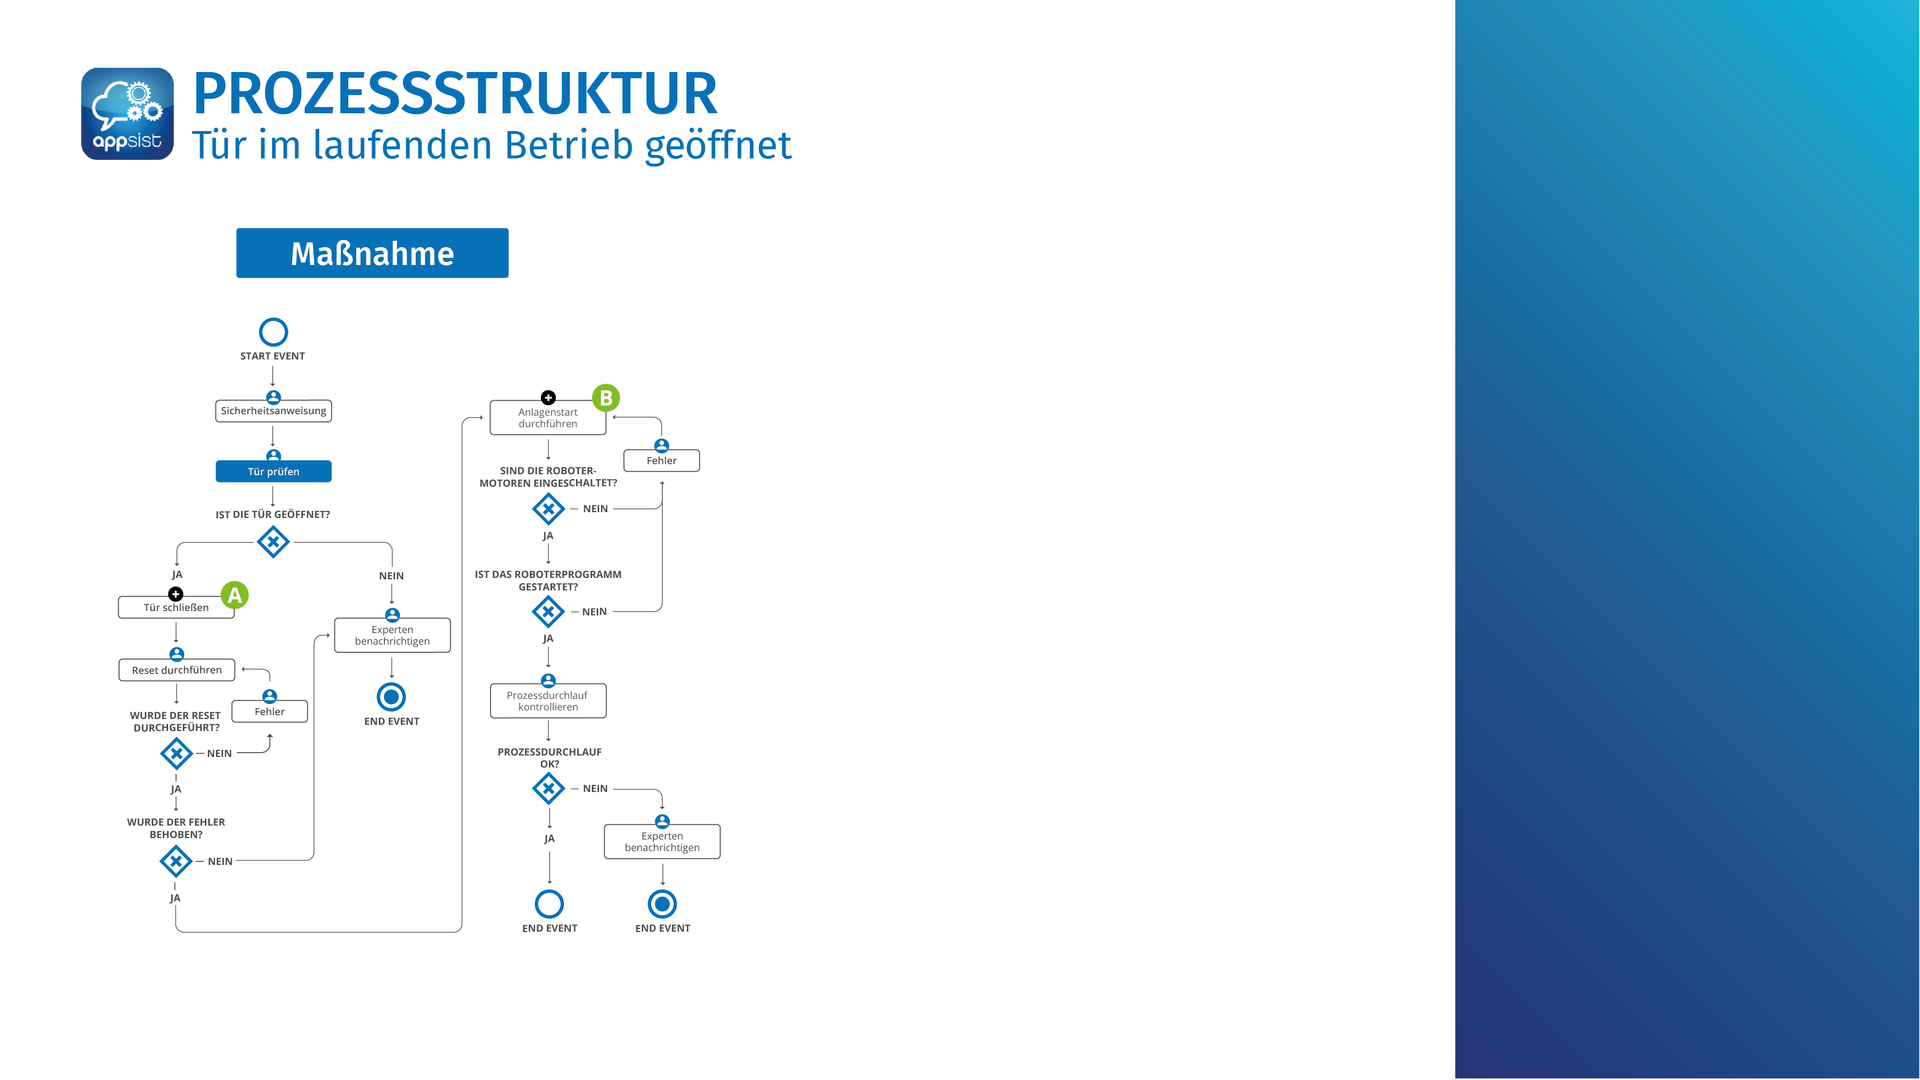 appsist
PROZESSSTRUKTUR
Tür im laufenden Betrieb geöffnet
Maßnahme
START EVENT
Sicherheitsanweisung
Tür prüfen
IST DIE TÜR GEÖFFNET?
JA
NEIN
A
Tür schließen
Experten
benachrichtigen
END EVENT
Reset durchführen
Fehler
WURDE DER RESET
DURCHGEFÜHRT?
NEIN
JA
WURDE DER FEHLER
BEHOBEN?
NEIN
JA
B
Anlagenstart
durchführen
Fehler
SIND DIE ROBOTER-
MOTOREN EINGESCHALTET?
NEIN
JA
IST DAS ROBOTERPROGRAMM
GESTARTET?
NEIN
JA
Prozessdurchlauf
kontrollieren
PROZESSDURCHLAUF
OK?
NEIN
JA
Experten
benachrichtigen
END EVENT
END EVENT